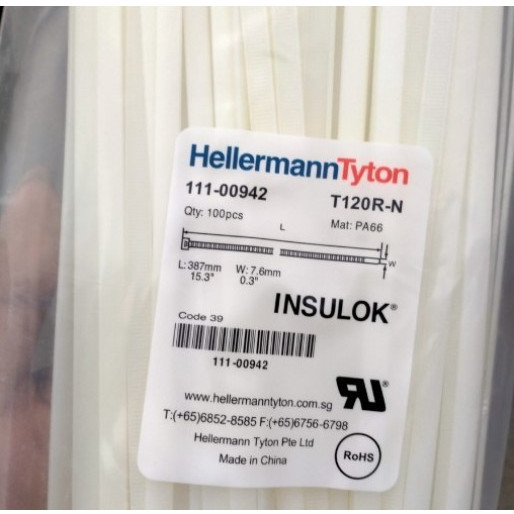 HellermannTyton
111-00942 T120R-N
Qty: 100pcs Mat: PA66
L
W
L: 387mm W: 7.6mm
15.3" 0.3"
INSULOK®
Code 39
111-00942
www.hellermanntyton.com.sg
T:(+65)6852-8585 F:(+65)6756-6798
Hellermann Tyton Pte Ltd
Made in China
RU
RoHS